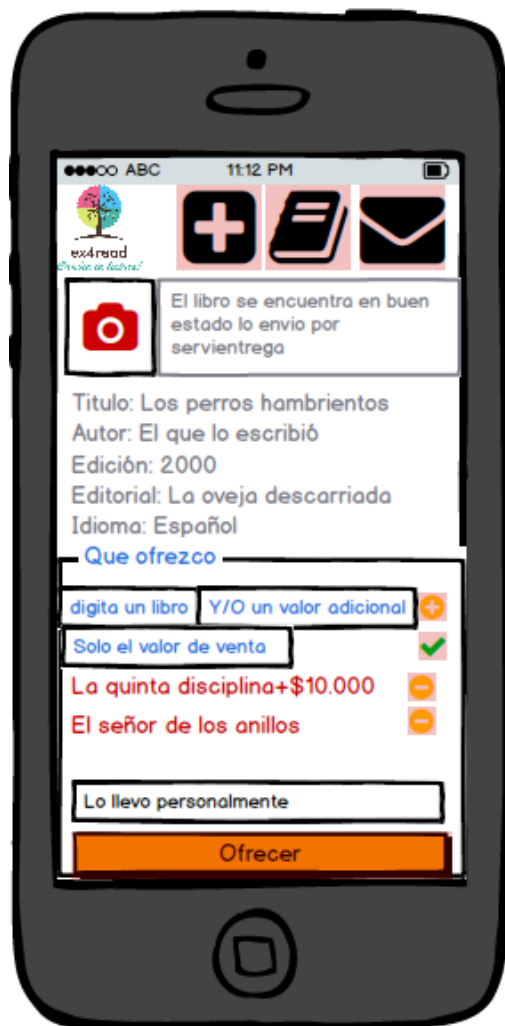 ABC 11:12 PM
ex4read
El libro se encuentra en buen
estado lo envio por
servientrega
Titulo: Los perros hambrientos
Autor: El que lo escribió
Edición: 2000
Editorial: La oveja descarriada
Idioma: Español
Que ofrezco
digita un libro Y/O un valor adicional
Solo el valor de venta
La quinta disciplina+$10.000
El señor de los anillos
Lo llevo personalmente
Ofrecer